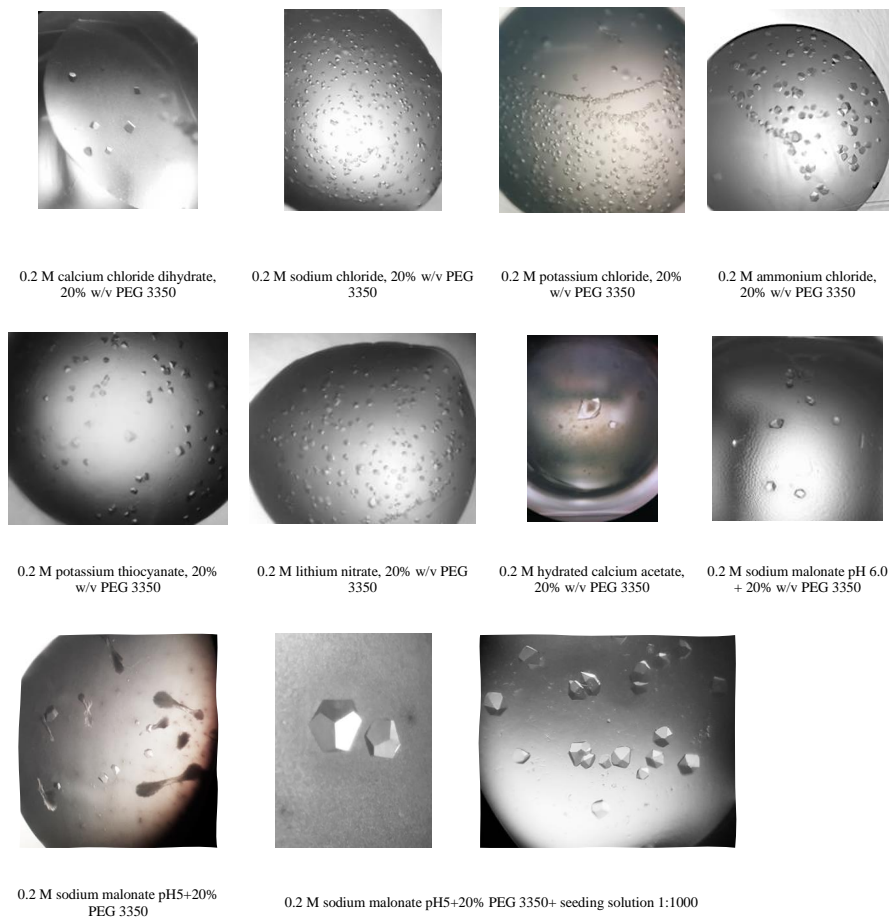 0.2 M calcium chloride dihydrate,
20% w/v PEG 3350
0.2 M sodium chloride, 20% w/v PEG
3350
0.2 M potassium chloride, 20%
w/v PEG 3350
0.2 M ammonium chloride,
20% w/v PEG 3350
0.2 M potassium thiocyanate, 20%
w/v PEG 3350
0.2 M lithium nitrate, 20% w/v PEG
3350
0.2 M hydrated calcium acetate,
20% w/v PEG 3350
0.2 M sodium malonate pH 6.0
+ 20% w/v PEG 3350
0.2 M sodium malonate pH5+20%
PEG 3350
0.2 M sodium malonate pH5+20% PEG 3350+ seeding solution 1:1000